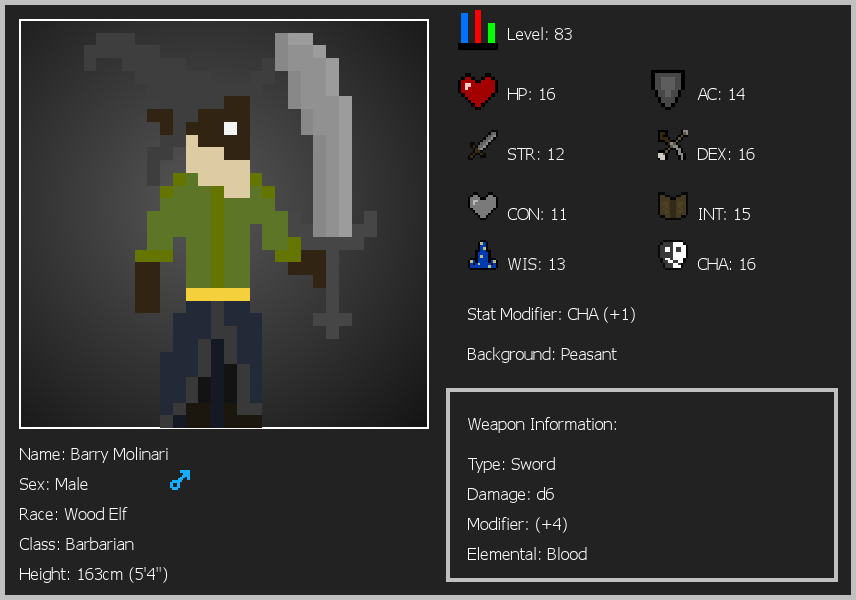 Level: 83
HP: 16
AC: 14
STR: 12
DEX: 16
CON: 11
INT: 15
WIS: 13
CHA: 16
Stat Modifier: CHA (+1)
Background: Peasant
Weapon Information:
Type: Sword
Damage: d6
Modifier: (+4)
Elemental: Blood
Name: Barry Molinari
Sex: Male
Race: Wood Elf
Class: Barbarian
Height: 163cm (5'4")